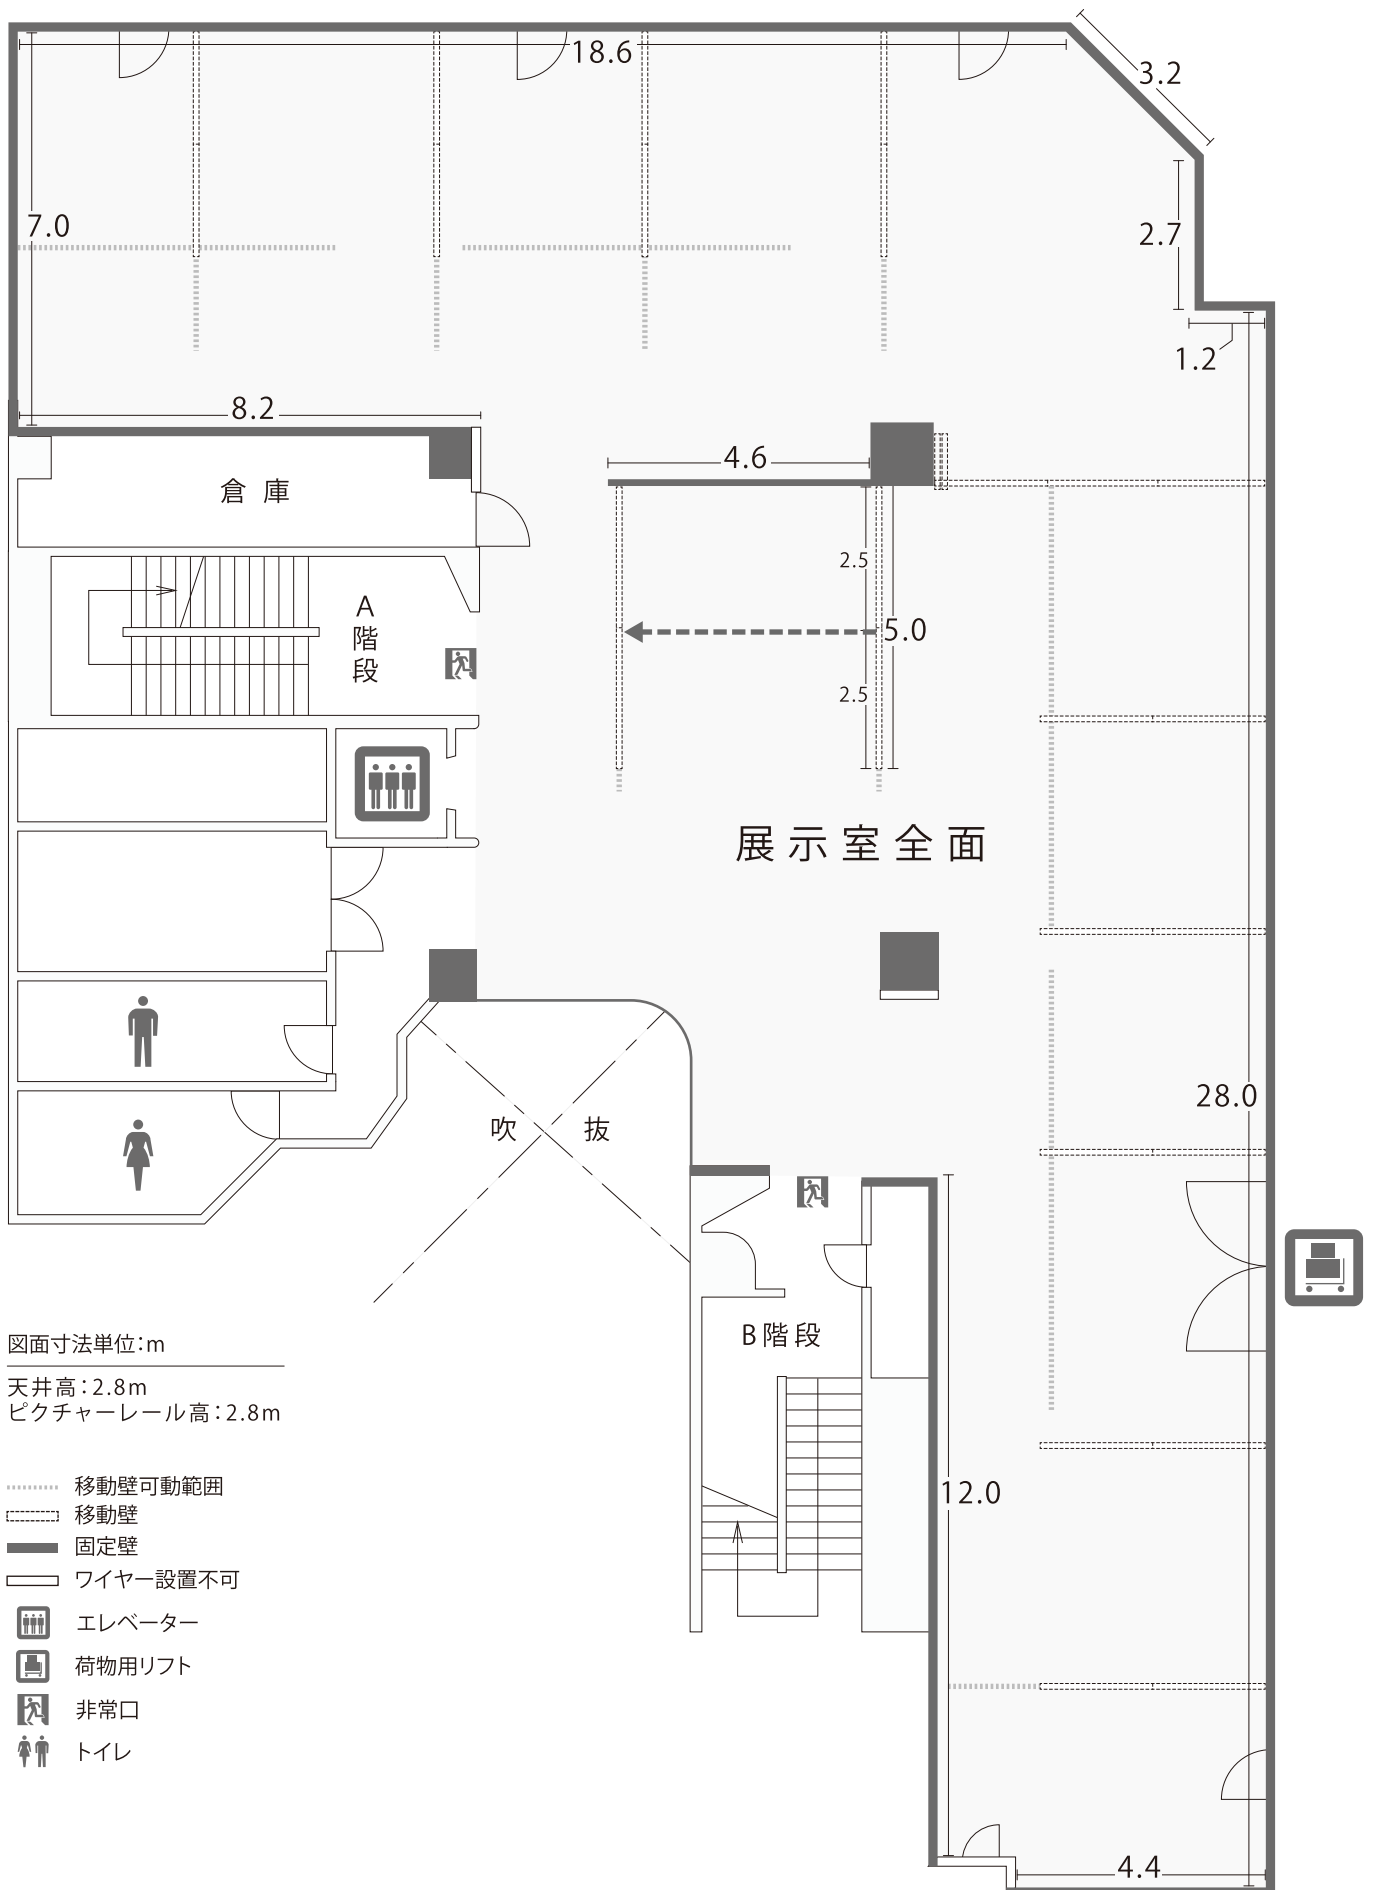 18.6
3.2
7.0
2.7
1.2
8.2
4.6
倉庫
2.5
A階段
5.0
2.5
展示室全面
28.0
吹抜
B階段
12.0
4.4
図面寸法単位：m
天井高：2.8m
ピクチャーレール高：2.8m
移動壁可動範囲
移動壁
固定壁
ワイヤー設置不可
エレベーター
荷物用リフト
非常口
トイレ